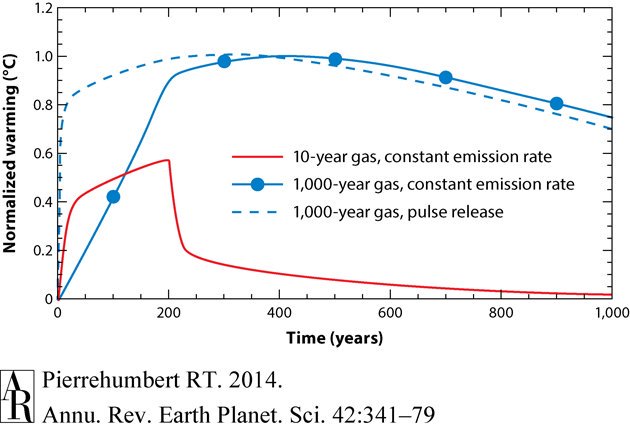 1.2
1.0
0.8
0.6
0.4
0.2
0
Normalized warming (°C)
10-year gas, constant emission rate
1,000-year gas, constant emission rate
1,000-year gas, pulse release
0 200 400 600 800 1,000
Time (years)
AR Pierrehumbert RT. 2014.
Annu. Rev. Earth Planet. Sci. 42:341–79